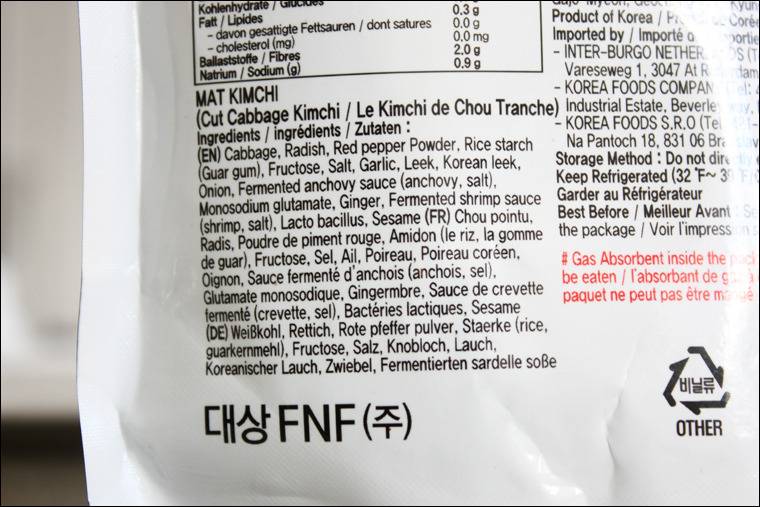 Kohlenhydrate / Glucides
0.3 g
Fatt / Lipides
0.0 g
- davon gesattigte Fettsauren / dont satures
0.0 mg
- cholesterol (mg)
2.0 g
Ballaststoffe / Fibres
0.9 g
Natrium / Sodium (g)
MAT KIMCHI
(Cut Cabbage Kimchi / Le Kimchi de Chou Tranche)
Ingredients / ingrédients / Zutaten :
(EN) Cabbage, Radish, Red pepper Powder, Rice starch
(Guar gum), Fructose, Salt, Garlic, Leek, Korean leek,
Onion, Fermented anchovy sauce (anchovy, salt),
Monosodium glutamate, Ginger, Fermented shrimp sauce
(shrimp, salt), Lacto bacillus, Sesame (FR) Chou pointu,
Radis, Poudre de piment rouge, Amidon (le riz, la gomme
de guar), Fructose, Sel, Ail, Poireau, Poireau coréen,
Oignon, Sauce fermenté d'anchois (anchois, sel),
Glutamate monosodique, Gingermbre, Sauce de crevette
fermenté (crevette, sel), Bactéries lactiques, Sesame
(DE) Weißkohl, Rettich, Rote pfeffer pulver, Staerke (rice,
guarkernmehl), Fructose, Salz, Knobloch, Lauch,
Koreanischer Lauch, Zwiebel, Fermentierten sardelle soße
대상 FNF (주)
Product of Korea /
Imported by / Importé
- INTER-BURGO
Vareseweg 1, 3047 At
- KOREA FOODS
Industrial Estate,
- KOREA FOODS S.R.O
Na Pantoch 18, 831 06
Storage Method : Do not
Keep Refrigerated (32 ℉~
Garder au Réfrigérateur
Best Before / Meilleur Avant
the package / Voir
# Gas Absorbent inside the
be eaten / l'absorbant de
paquet ne peut pas être
비닐류
OTHER